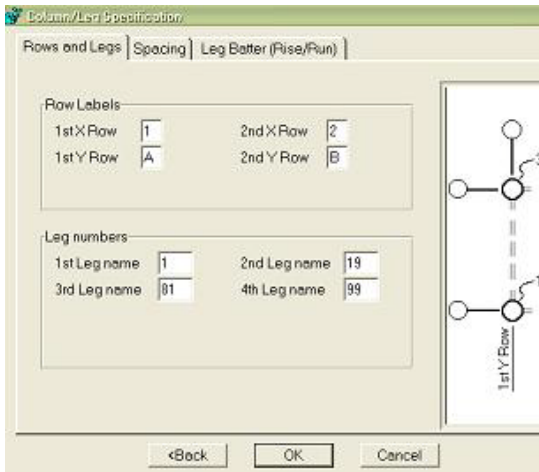 Column/Leg Specification
Rows and Legs Spacing Leg Batter (Rise/Run)
Row Labels
1st X Row 1 2nd X Row 2
1st Y Row A 2nd Y Row B
Leg numbers
1st Leg name 1 2nd Leg name 19
3rd Leg name 81 4th Leg name 99
1st Y Row
<Back OK Cancel